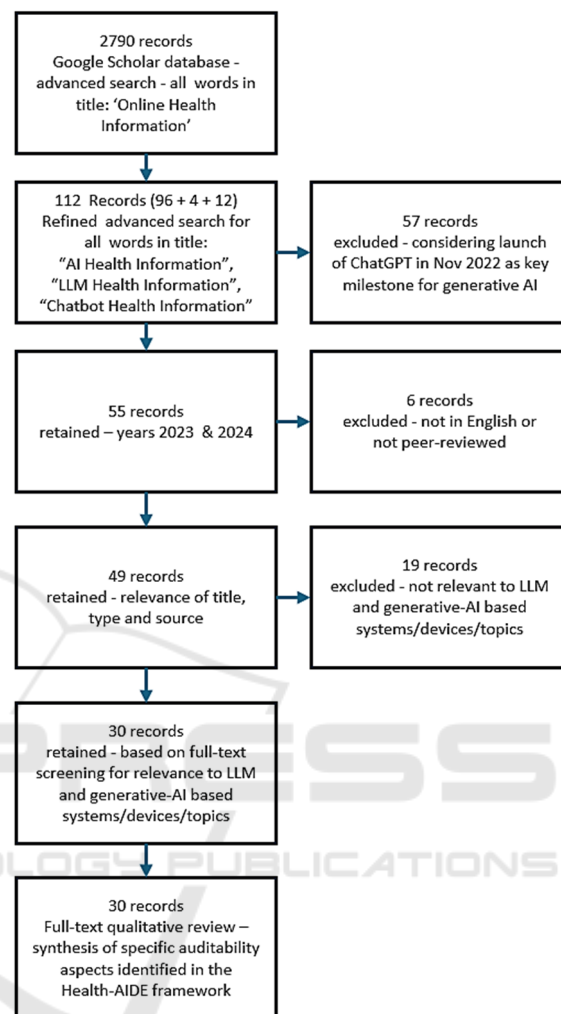 2790 records
Google Scholar database -
advanced search - all words in
title: ‘Online Health
Information’
112 Records (96 + 4 + 12)
Refined advanced search for
all words in title:
“AI Health Information”,
“LLM Health Information”,
“Chatbot Health Information”
57 records
excluded - considering launch
of ChatGPT in Nov 2022 as key
milestone for generative AI
55 records
retained – years 2023 & 2024
6 records
excluded - not in English or
not peer-reviewed
49 records
retained - relevance of title,
type and source
19 records
excluded - not relevant to LLM
and generative-AI based
systems/devices/topics
30 records
retained - based on full-text
screening for relevance to LLM
and generative-AI based
systems/devices/topics
PRESS
OLOGY PUBLICATIONS
30 records
Full-text qualitative review –
synthesis of specific auditability
aspects identified in the
Health-AIDE framework